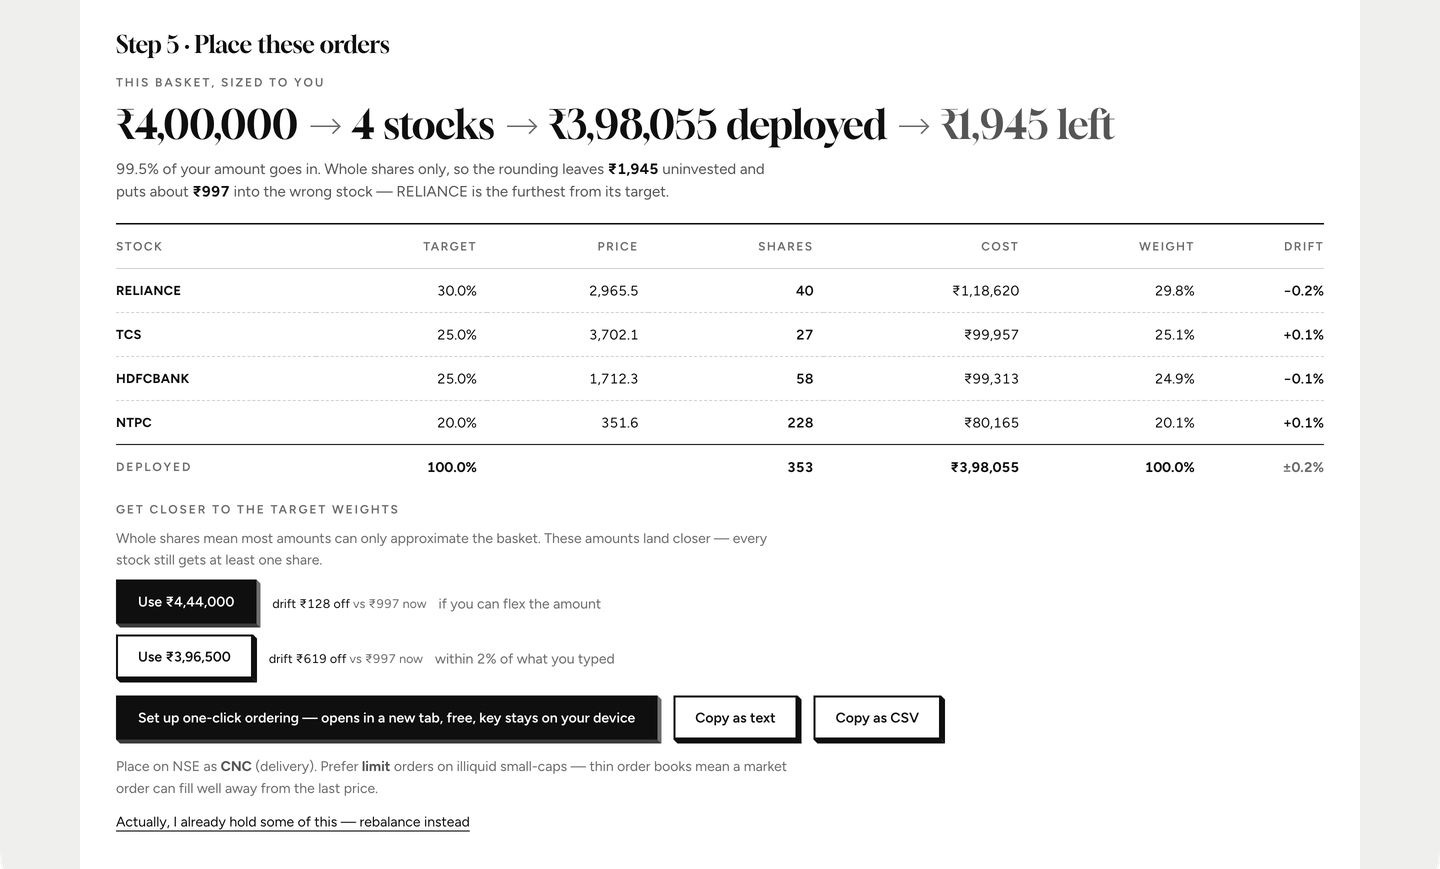 Step 5 · Place these orders
THIS BASKET, SIZED TO YOU
₹4,00,000 → 4 stocks → ₹3,98,055 deployed → ₹1,945 left
99.5% of your amount goes in. Whole shares only, so the rounding leaves ₹1,945 uninvested and
puts about ₹997 into the wrong stock — RELIANCE is the furthest from its target.
STOCK TARGET PRICE SHARES COST WEIGHT DRIFT
RELIANCE 30.0% 2,965.5 40 ₹1,18,620 29.8% −0.2%
TCS 25.0% 3,702.1 27 ₹99,957 25.1% +0.1%
HDFCBANK 25.0% 1,712.3 58 ₹99,313 24.9% −0.1%
NTPC 20.0% 351.6 228 ₹80,165 20.1% +0.1%
DEPLOYED 100.0% 353 ₹3,98,055 100.0% ±0.2%
GET CLOSER TO THE TARGET WEIGHTS
Whole shares mean most amounts can only approximate the basket. These amounts land closer — every
stock still gets at least one share.
Use ₹4,44,000 drift ₹128 off vs ₹997 now if you can flex the amount
Use ₹3,96,500 drift ₹619 off vs ₹997 now within 2% of what you typed
Set up one-click ordering — opens in a new tab, free, key stays on your device Copy as text Copy as CSV
Place on NSE as CNC (delivery). Prefer limit orders on illiquid small-caps — thin order books mean a market
order can fill well away from the last price.
Actually, I already hold some of this — rebalance instead